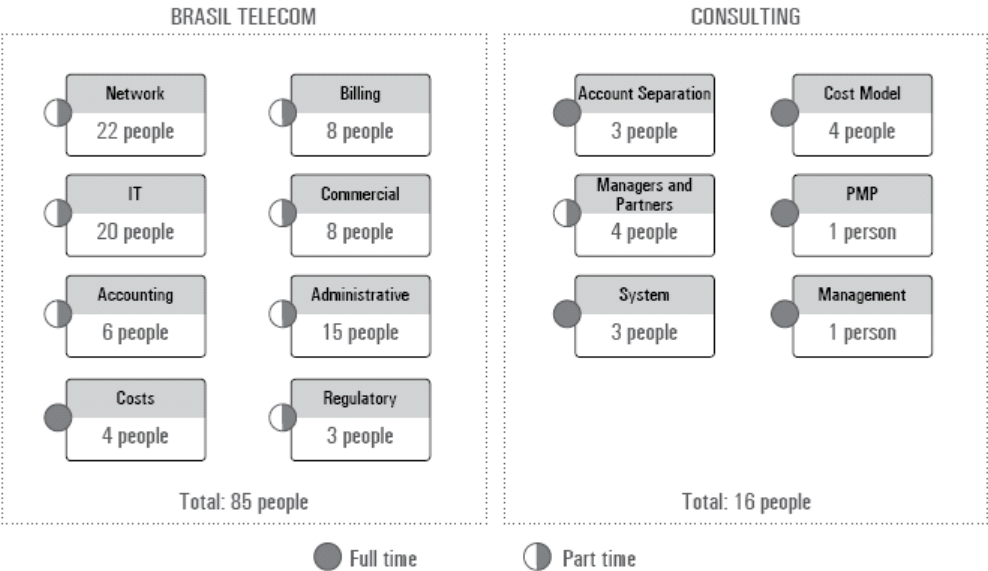 BRASIL TELECOM
Network
22 people
Billing
8 people
IT
20 people
Commercial
8 people
Accounting
6 people
Administrative
15 people
Costs
4 people
Regulatory
3 people
Total: 85 people
CONSULTING
Account Separation
3 people
Cost Model
4 people
Managers and
Partners
4 people
PMP
1 person
System
3 people
Management
1 person
Total: 16 people
Full time
Part time